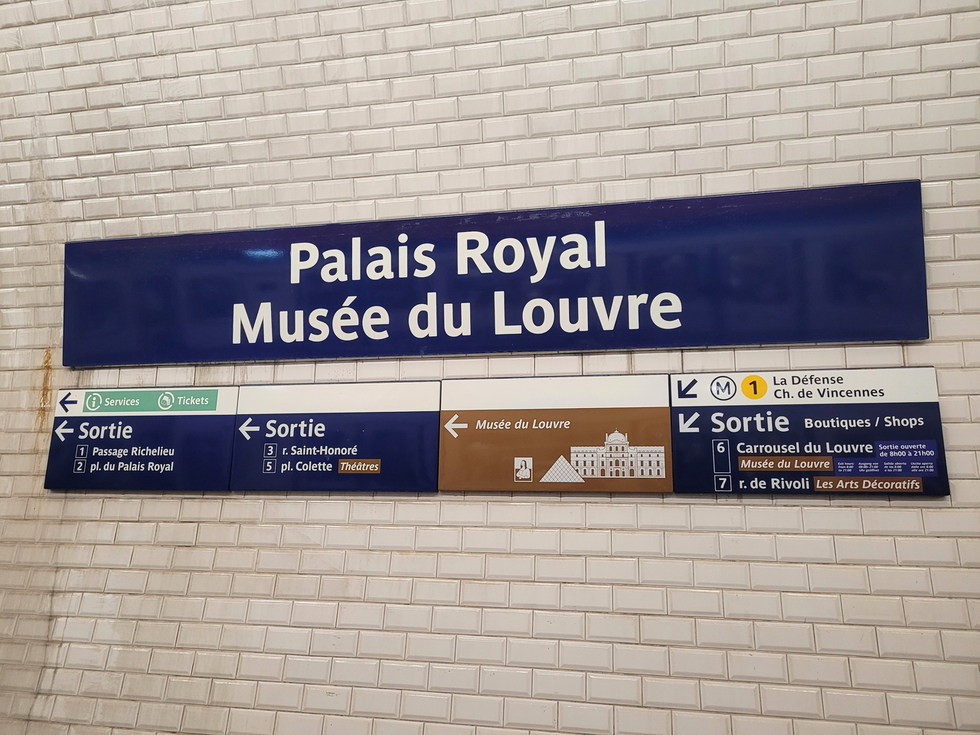 Palais Royal
Musée du Louvre
Services Tickets
Sortie
1 Passage Richelieu
2 pl. du Palais Royal
Sortie
3 r. Saint-Honoré
5 pl. Colette Théâtres
Musée du Louvre
M 1 La Défense
Ch. de Vincennes
Sortie Boutiques / Shops
6 Carrousel du Louvre Sortie ouverte
de 8h00 à 21h00
Musée du Louvre
7 r. de Rivoli Les Arts Décoratifs